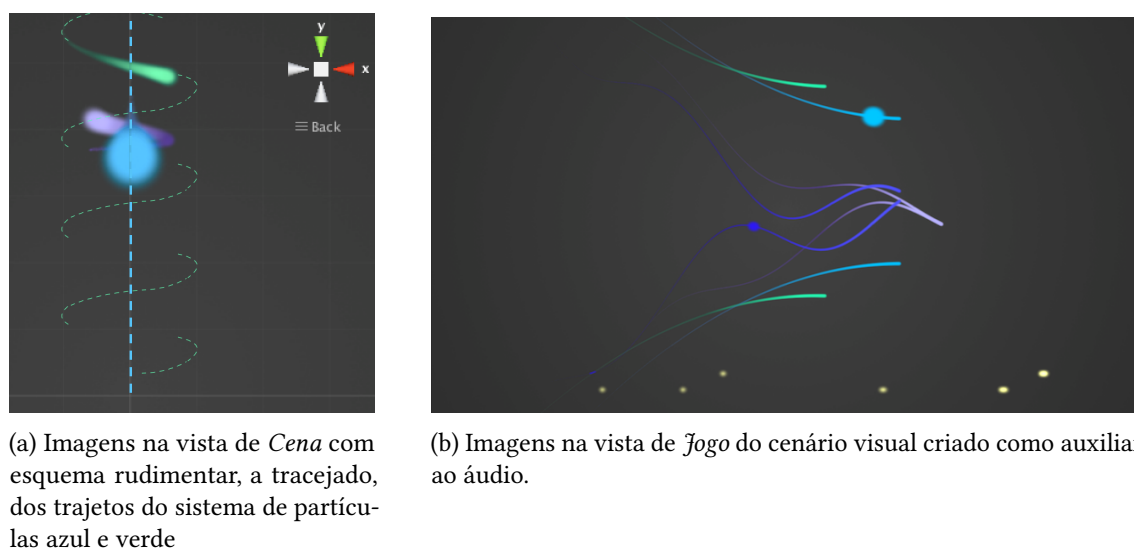 y
x
Back
(a) Imagens na vista de Cena com
esquema rudimentar, a tracejado,
dos trajetos do sistema de partícu-
las azul e verde
(b) Imagens na vista de Jogo do cenário visual criado como auxilia
ao áudio.